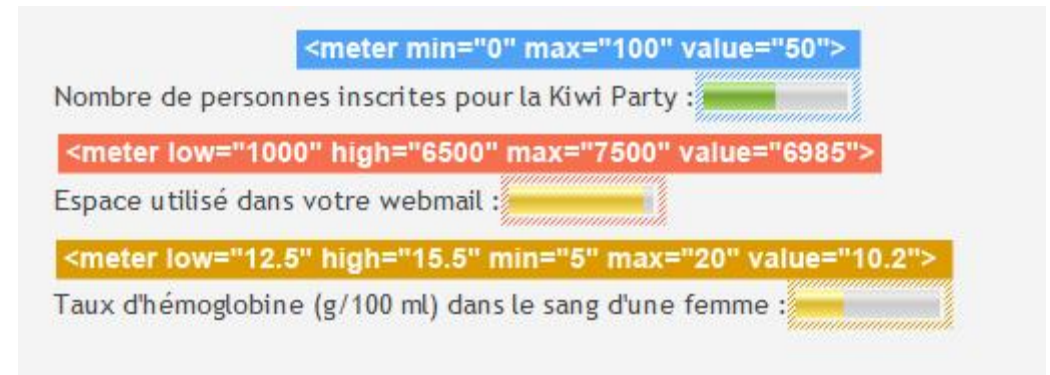 <meter min="0" max="100" value="50">
Nombre de personnes inscrites pour la Kiwi Party :
<meter low="1000" high="6500" max="7500" value="6985">
Espace utilisé dans votre webmail :
<meter low="12.5" high="15.5" min="5" max="20" value="10.2">
Taux d'hémoglobine (g/100 ml) dans le sang d'une femme :